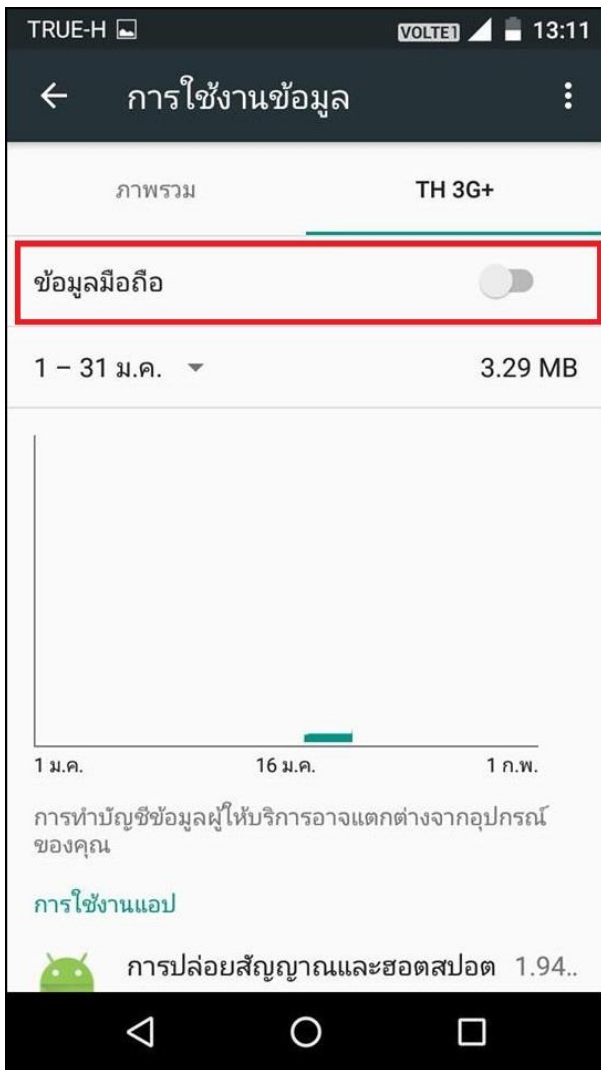 TRUE-H VOLTE1 13:11
การใช้งานข้อมูล
ภาพรวม TH 3G+
ข้อมูลมือถือ
1 – 31 ม.ค. 3.29 MB
1 ม.ค. 16 ม.ค. 1 ก.พ.
การทำบัญชีข้อมูลผู้ให้บริการอาจแตกต่างจากอุปกรณ์
ของคุณ
การใช้งานแอป
การปล่อยสัญญาณและฮอตสปอต 1.94..